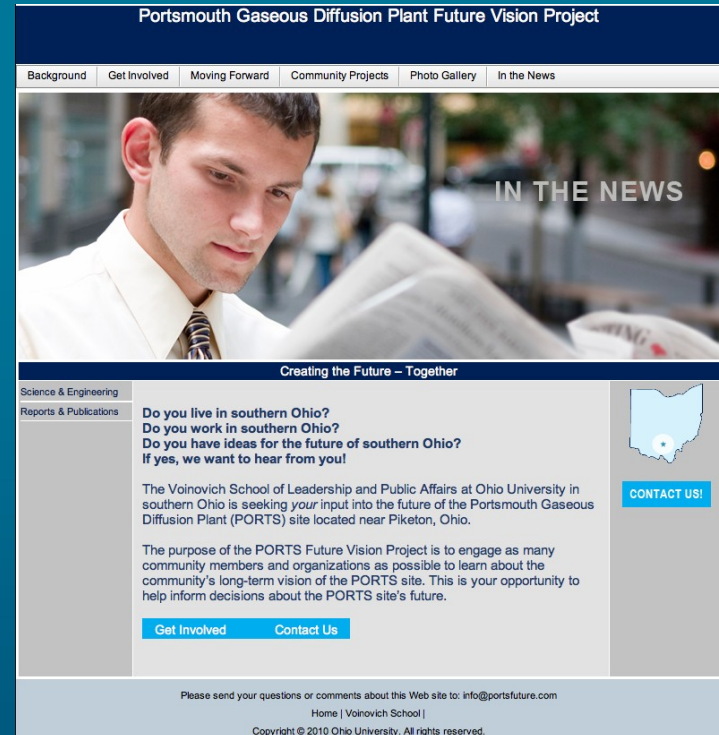 Portsmouth Gaseous Diffusion Plant Future Vision Project
Background
Get Involved
Moving Forward
Community Projects
Photo Gallery
In the News
IN THE NEWS
Creating the Future – Together
Science & Engineering
Reports & Publications
Do you live in southern Ohio?
Do you work in southern Ohio?
Do you have ideas for the future of southern Ohio?
If yes, we want to hear from you!
The Voinovich School of Leadership and Public Affairs at Ohio University in
southern Ohio is seeking your input into the future of the Portsmouth Gaseous
Diffusion Plant (PORTS) site located near Piketon, Ohio.
The purpose of the PORTS Future Vision Project is to engage as many
community members and organizations as possible to learn about the
community's long-term vision of the PORTS site. This is your opportunity to
help inform decisions about the PORTS site's future.
Get Involved
Contact Us
CONTACT US!
Please send your questions or comments about this Web site to: info@portsfuture.com
Home | Voinovich School |
Copyright © 2010 Ohio University. All rights reserved.